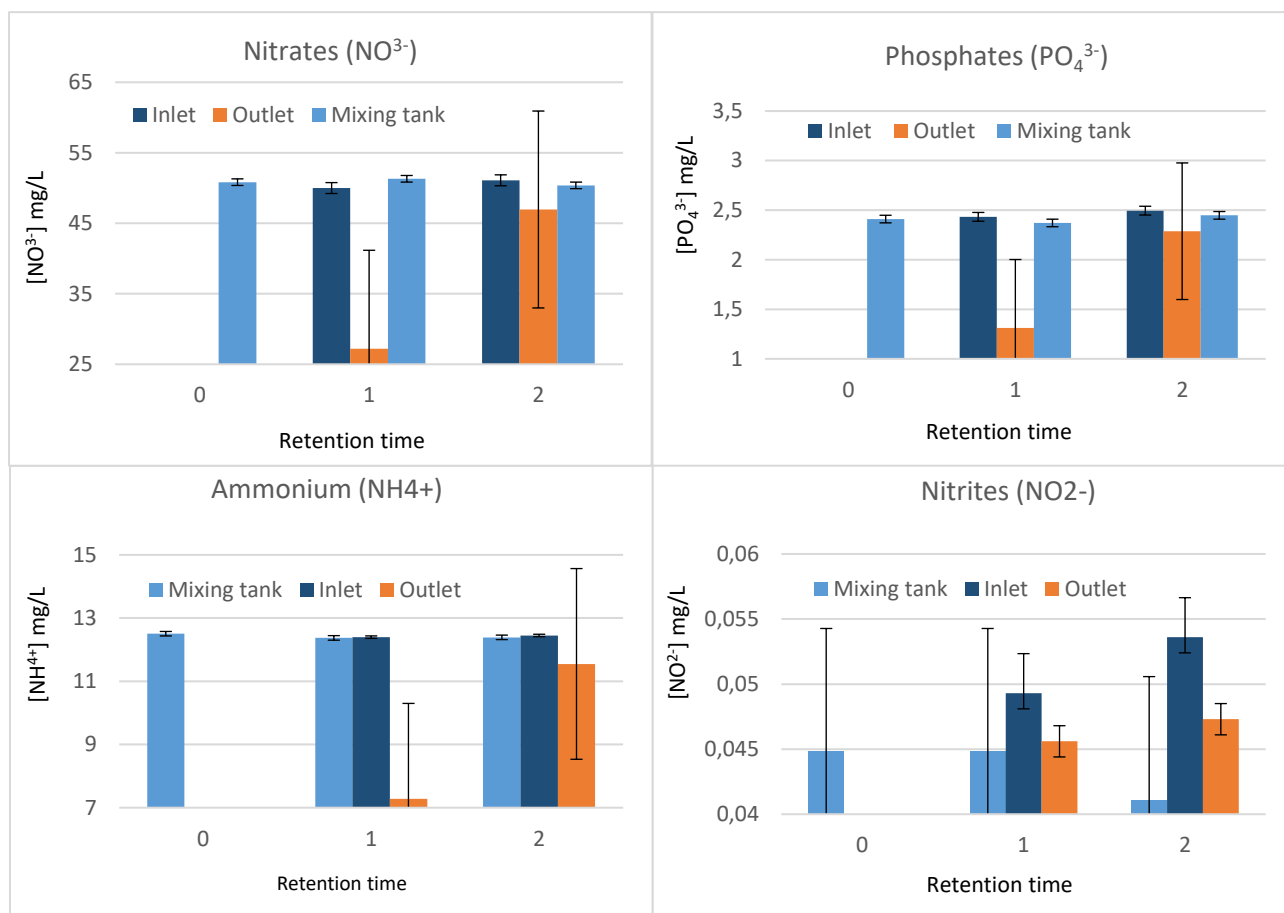 Nitrates (NO³⁻)
65
55
45
35
25
Inlet Outlet Mixing tank
[NO³⁻] mg/L
0 1 2
Retention time
Phosphates (PO₄³⁻)
3,5
3
2,5
2
1,5
1
Inlet Outlet Mixing tank
[PO₄³⁻] mg/L
0 1 2
Retention time
Ammonium (NH4+)
15
13
11
9
7
Mixing tank Inlet Outlet
[NH⁴⁺] mg/L
0 1 2
Retention time
Nitrites (NO2-)
0,06
0,055
0,05
0,045
0,04
Mixing tank Inlet Outlet
[NO²⁻] mg/L
0 1 2
Retention time